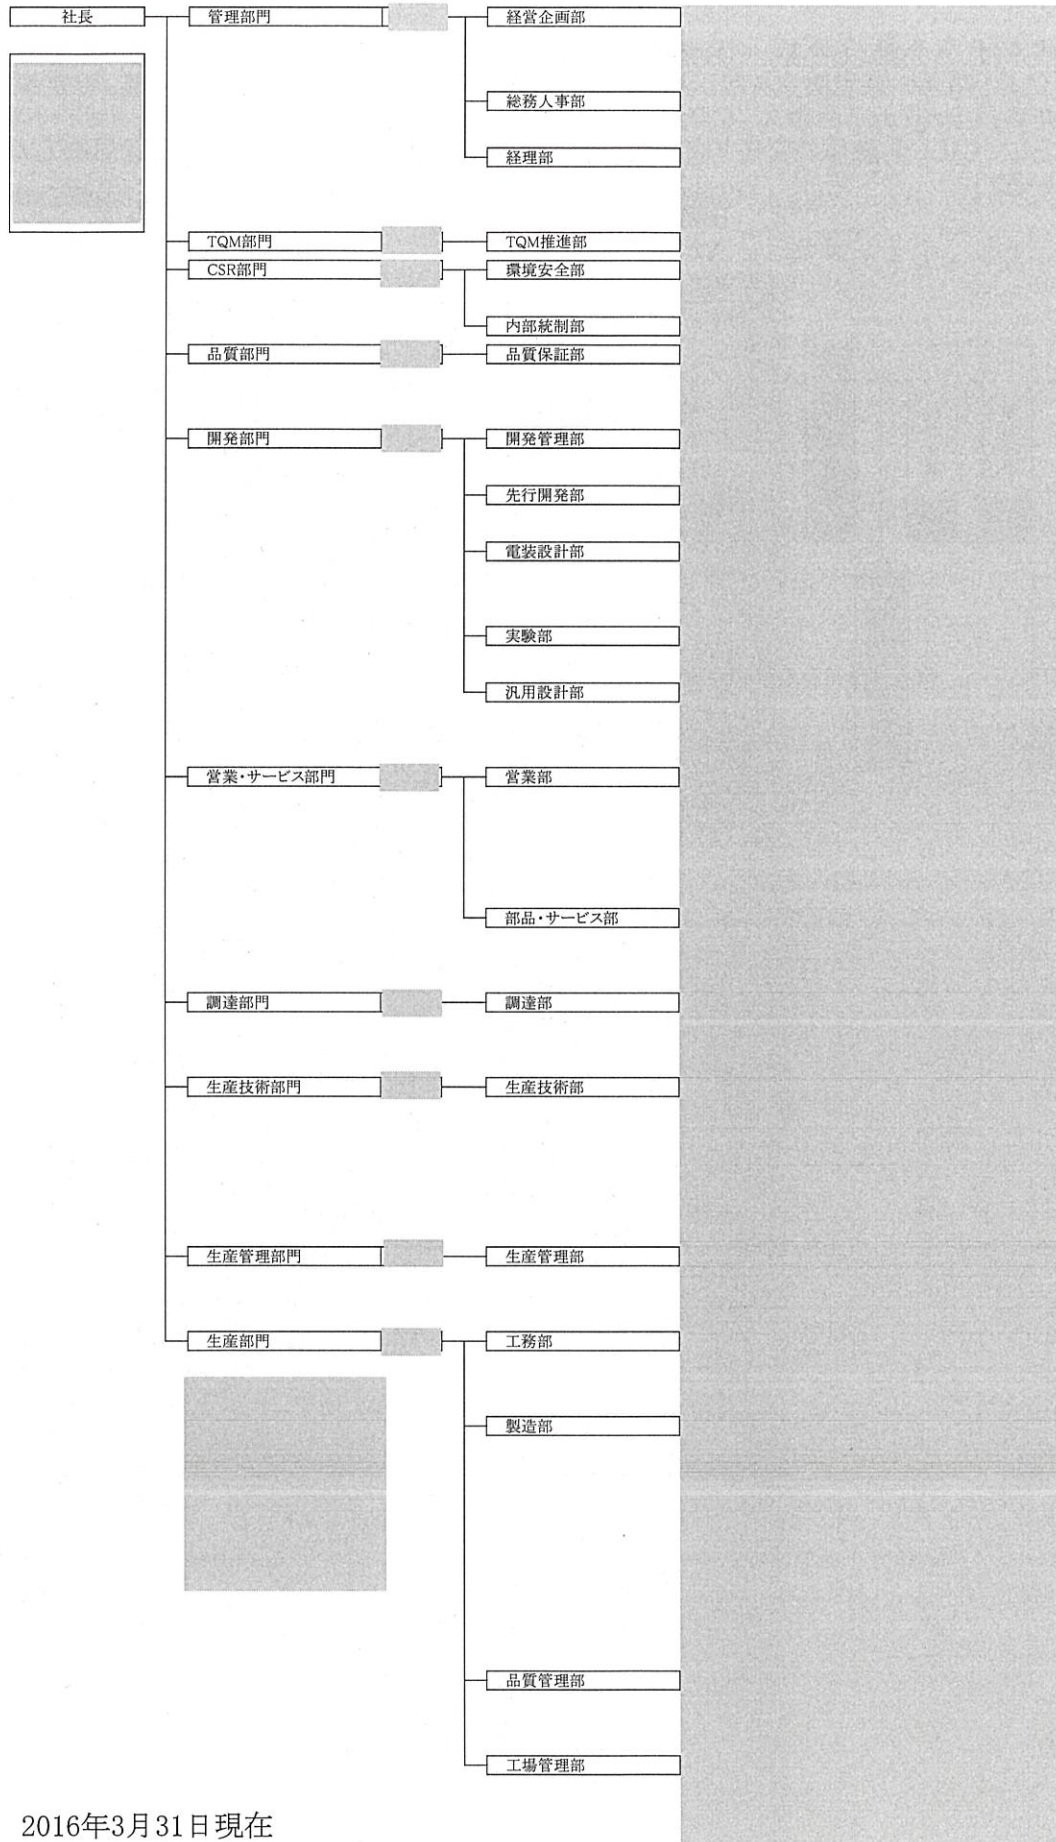 社長
管理部門
経営企画部
総務人事部
経理部
TQM部門
TQM推進部
CSR部門
環境安全部
内部統制部
品質部門
品質保証部
開発部門
開発管理部
先行開発部
電装設計部
実験部
汎用設計部
営業・サービス部門
営業部
部品・サービス部
調達部門
調達部
生産技術部門
生産技術部
生産管理部門
生産管理部
生産部門
工務部
製造部
品質管理部
工場管理部
2016年3月31日現在